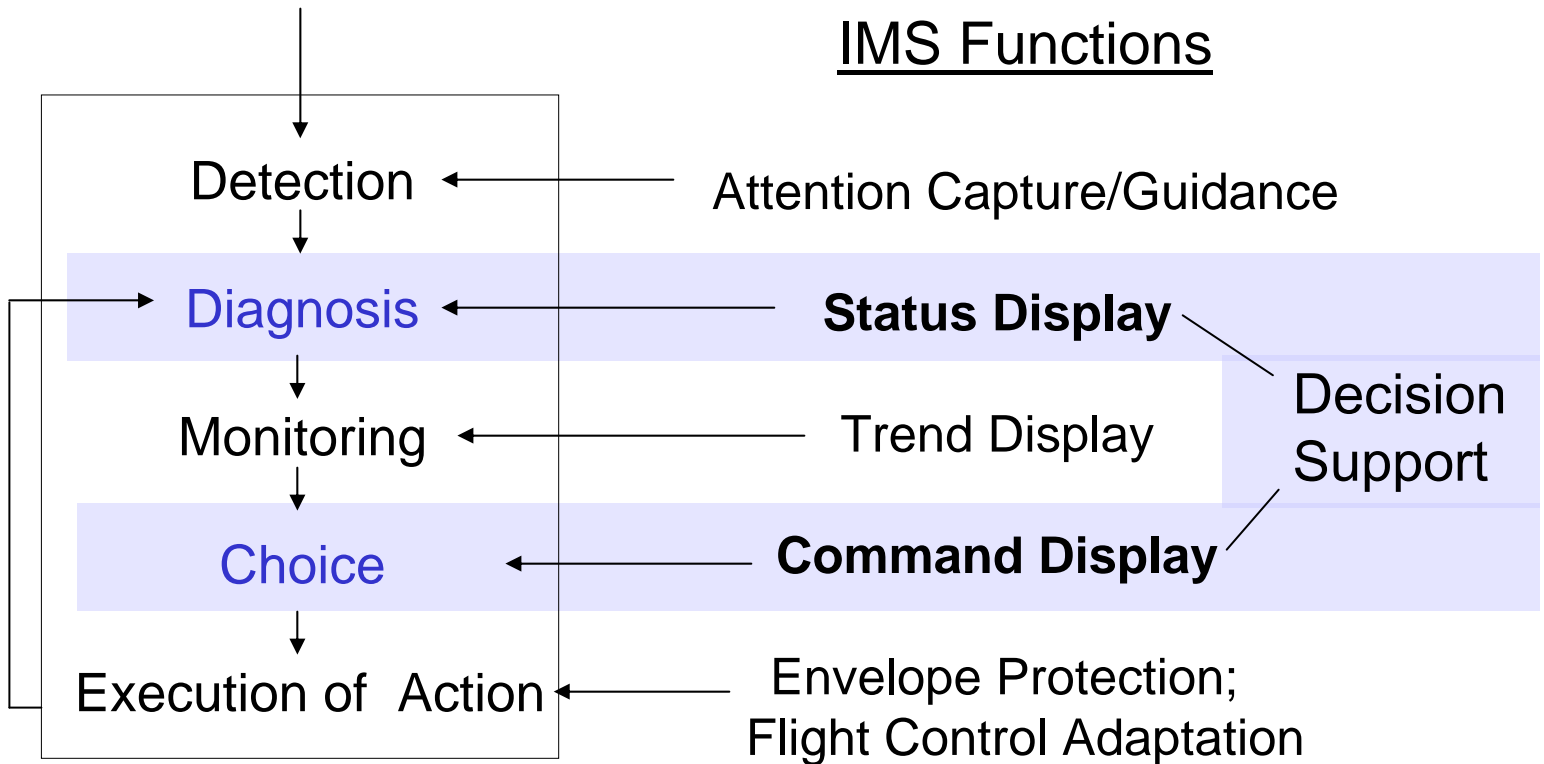 IMS Functions
Detection
Attention Capture/Guidance
Diagnosis
Status Display
Decision
Support
Monitoring
Trend Display
Choice
Command Display
Execution of Action
Envelope Protection;
Flight Control Adaptation